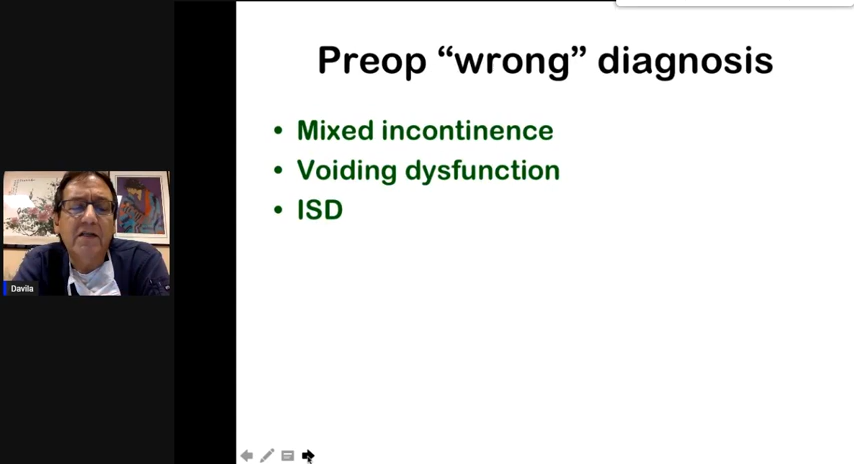 Preop “wrong” diagnosis
• Mixed incontinence
• Voiding dysfunction
• ISD
Davila